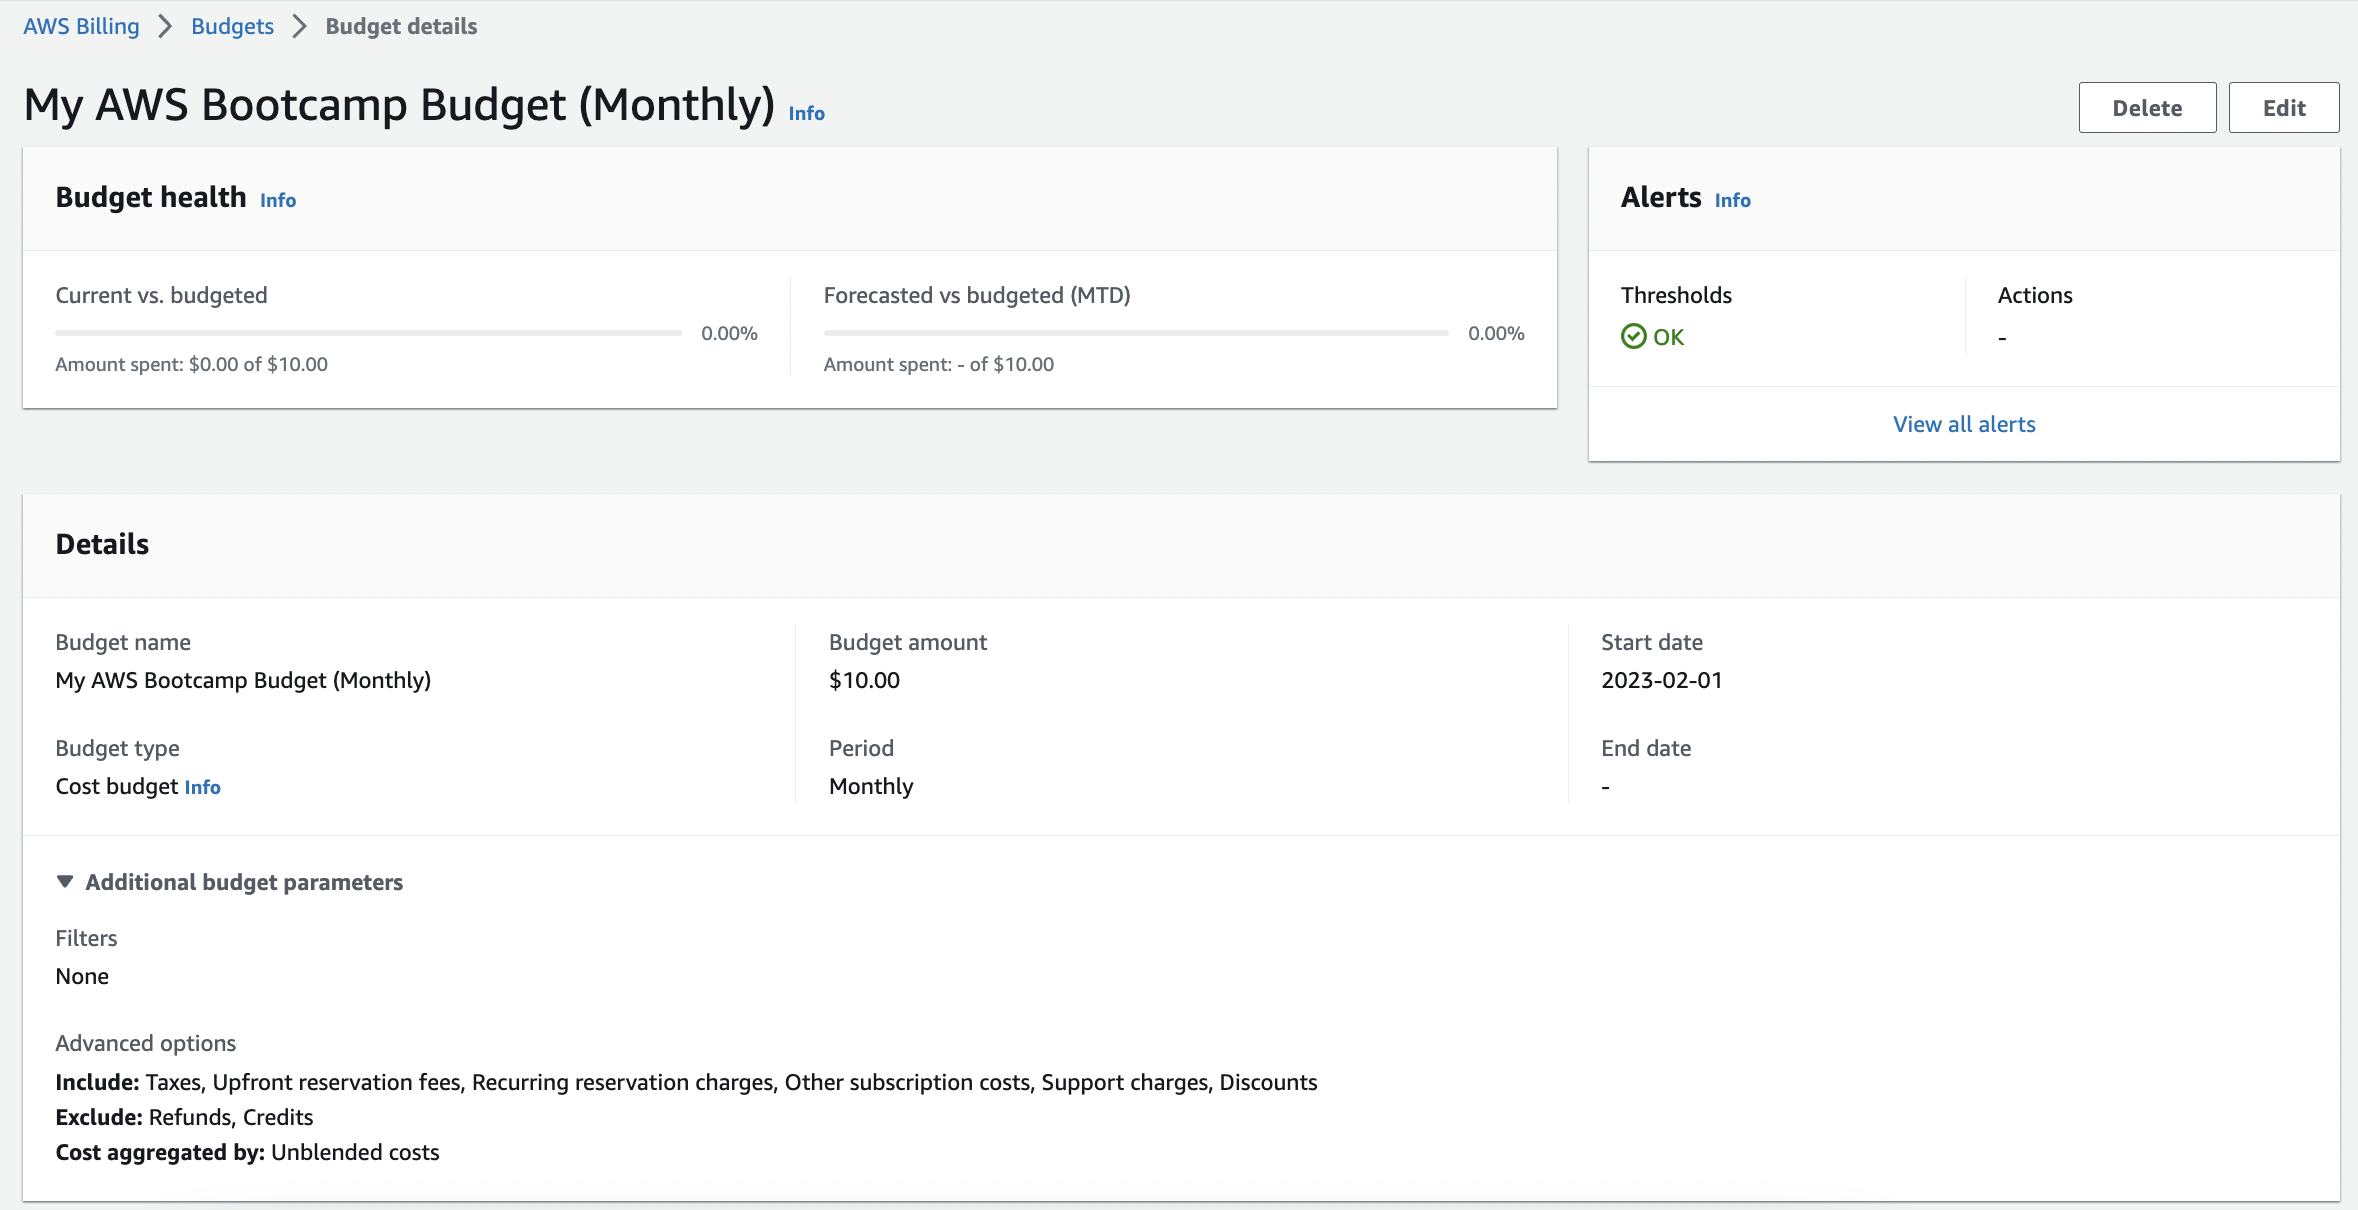 AWS Billing > Budgets > Budget details
My AWS Bootcamp Budget (Monthly) Info
Delete
Edit
Budget health Info
Current vs. budgeted
0.00%
Amount spent: $0.00 of $10.00
Forecasted vs budgeted (MTD)
0.00%
Amount spent: - of $10.00
Alerts Info
Thresholds
OK
Actions
-
View all alerts
Details
Budget name
My AWS Bootcamp Budget (Monthly)
Budget type
Cost budget Info
Budget amount
$10.00
Period
Monthly
Start date
2023-02-01
End date
-
Additional budget parameters
Filters
None
Advanced options
Include: Taxes, Upfront reservation fees, Recurring reservation charges, Other subscription costs, Support charges, Discounts
Exclude: Refunds, Credits
Cost aggregated by: Unblended costs